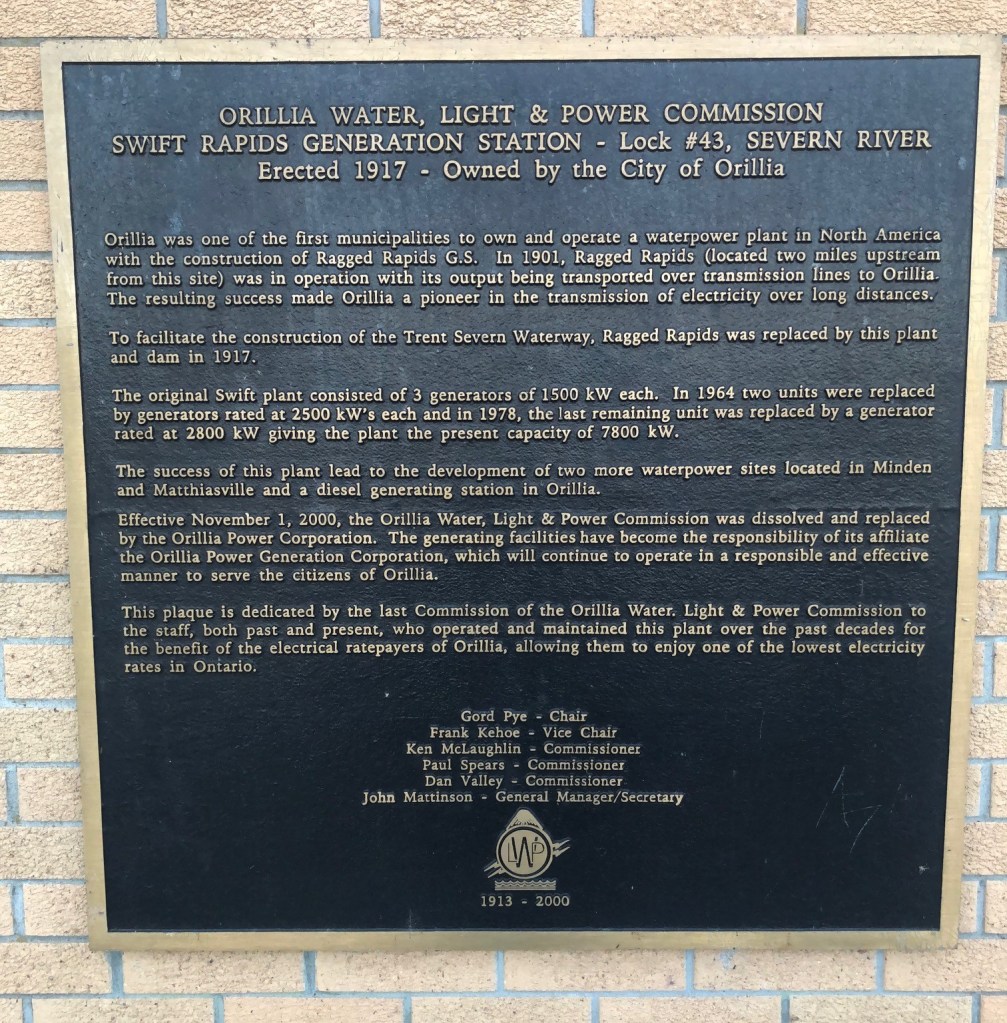 ORILLIA WATER, LIGHT & POWER COMMISSION
SWIFT RAPIDS GENERATION STATION - Lock #43, SEVERN RIVER
Erected 1917 - Owned by the City of Orillia
Orillia was one of the first municipalities to own and operate a waterpower plant in North America
with the construction of Ragged Rapids G.S. In 1901, Ragged Rapids (located two miles upstream
from this site) was in operation with its output being transported over transmission lines to Orillia.
The resulting success made Orillia a pioneer in the transmission of electricity over long distances.
To facilitate the construction of the Trent Severn Waterway, Ragged Rapids was replaced by this plant
and dam in 1917.
The original Swift plant consisted of 3 generators of 1500 kW each. In 1964 two units were replaced
by generators rated at 2500 kW's each and in 1978, the last remaining unit was replaced by a generator
rated at 2800 kW giving the plant the present capacity of 7800 kW.
The success of this plant lead to the development of two more waterpower sites located in Minden
and Matthiasville and a diesel generating station in Orillia.
Effective November 1, 2000, the Orillia Water, Light & Power Commission was dissolved and replaced
by the Orillia Power Corporation. The generating facilities have become the responsibility of its affiliate
the Orillia Power Generation Corporation, which will continue to operate in a responsible and effective
manner to serve the citizens of Orillia.
This plaque is dedicated by the last Commission of the Orillia Water. Light & Power Commission to
the staff, both past and present, who operated and maintained this plant over the past decades for
the benefit of the electrical ratepayers of Orillia, allowing them to enjoy one of the lowest electricity
rates in Ontario.
Gord Pye - Chair
Frank Kehoe - Vice Chair
Ken McLaughlin - Commissioner
Paul Spears - Commissioner
Dan Valley - Commissioner
John Mattinson - General Manager/Secretary
LWP
1913 - 2000